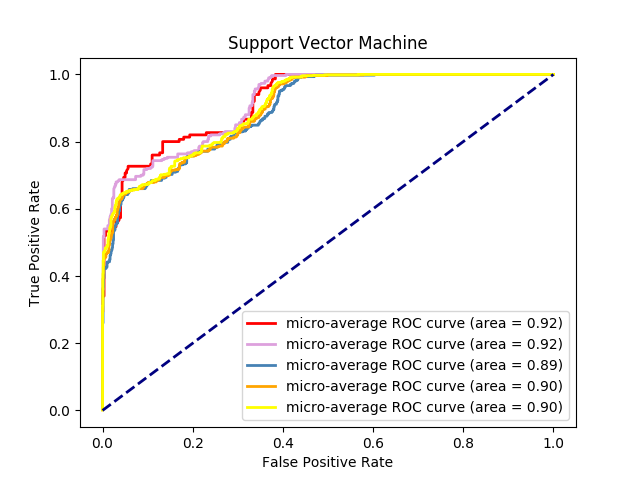 Support Vector Machine
True Positive Rate
1.0
0.8
0.6
0.4
0.2
0.0
micro-average ROC curve (area = 0.92)
micro-average ROC curve (area = 0.92)
micro-average ROC curve (area = 0.89)
micro-average ROC curve (area = 0.90)
micro-average ROC curve (area = 0.90)
0.0 0.2 0.4 0.6 0.8 1.0
False Positive Rate